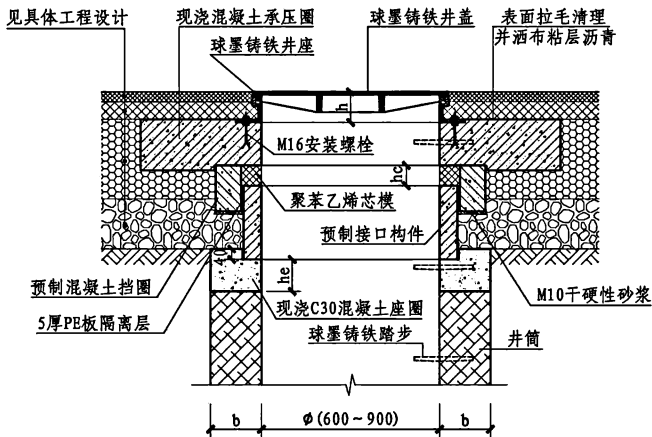 见具体工程设计
现浇混凝土承压圈
球墨铸铁井盖
表面拉毛清理
球墨铸铁井座
并洒布粘层沥青
h
M16安装螺栓
hc
聚苯乙烯芯模
预制接口构件
40
he
预制混凝土挡圈
M10干硬性砂浆
现浇C30混凝土座圈
5厚PE板隔离层
球墨铸铁踏步
井筒
b
φ(600~900)
b